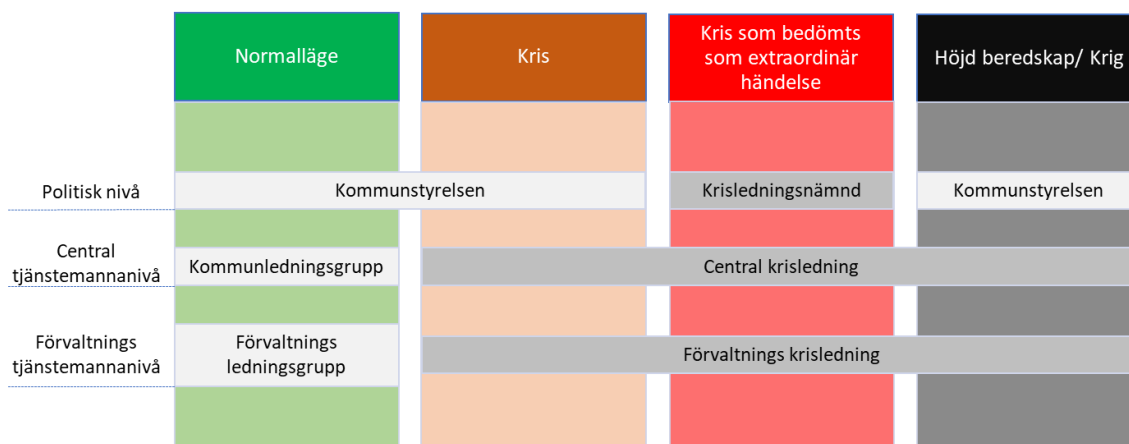 Normalläge
Kris
Kris som bedömts
som extraordinär
händelse
Höjd beredskap/ Krig
Politisk nivå
Kommunstyrelsen
Krisledningsnämnd
Kommunstyrelsen
Central
tjänstemannanivå
Kommunledningsgrupp
Central krisledning
Förvaltnings
tjänstemannanivå
Förvaltnings
ledningsgrupp
Förvaltnings krisledning